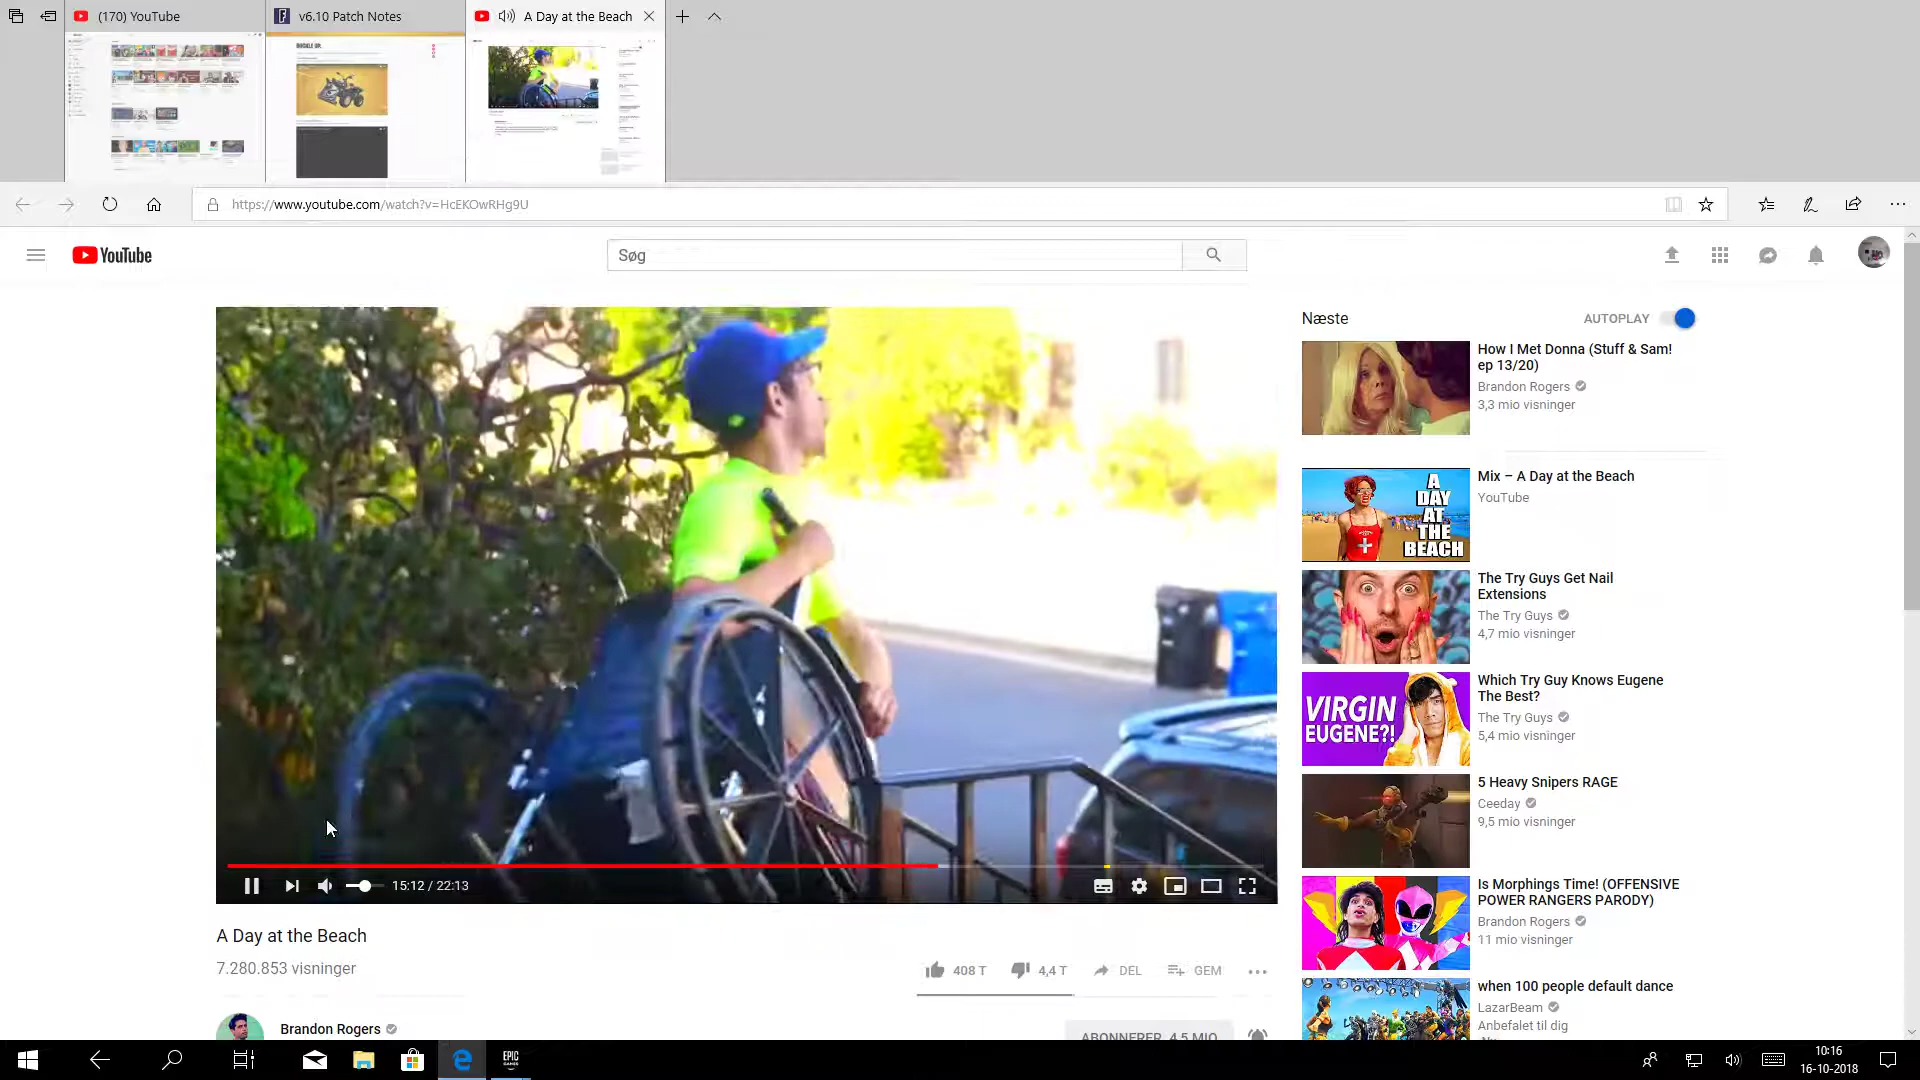 (170) YouTube
v6.10 Patch Notes
A Day at the Beach
BUCKLE UP.
https://www.youtube.com/watch?v=HcEKOwRHg9U
YouTube
Søg
Næste
AUTOPLAY
How I Met Donna (Stuff & Sam!
ep 13/20)
Brandon Rogers
3,3 mio visninger
A
DAY
AT
THE
BEACH
Mix – A Day at the Beach
YouTube
The Try Guys Get Nail
Extensions
The Try Guys
4,7 mio visninger
VIRGIN
EUGENE?!
Which Try Guy Knows Eugene
The Best?
The Try Guys
5,4 mio visninger
5 Heavy Snipers RAGE
Ceeday
9,5 mio visninger
Is Morphings Time! (OFFENSIVE
POWER RANGERS PARODY)
Brandon Rogers
11 mio visninger
when 100 people default dance
LazarBeam
Anbefalet til dig
15:12 / 22:13
A Day at the Beach
7.280.853 visninger
408 T
4,4 T
DEL
GEM
Brandon Rogers
ABONNERER 4,5 MIO
EPIC
GAMES
10:16
16-10-2018